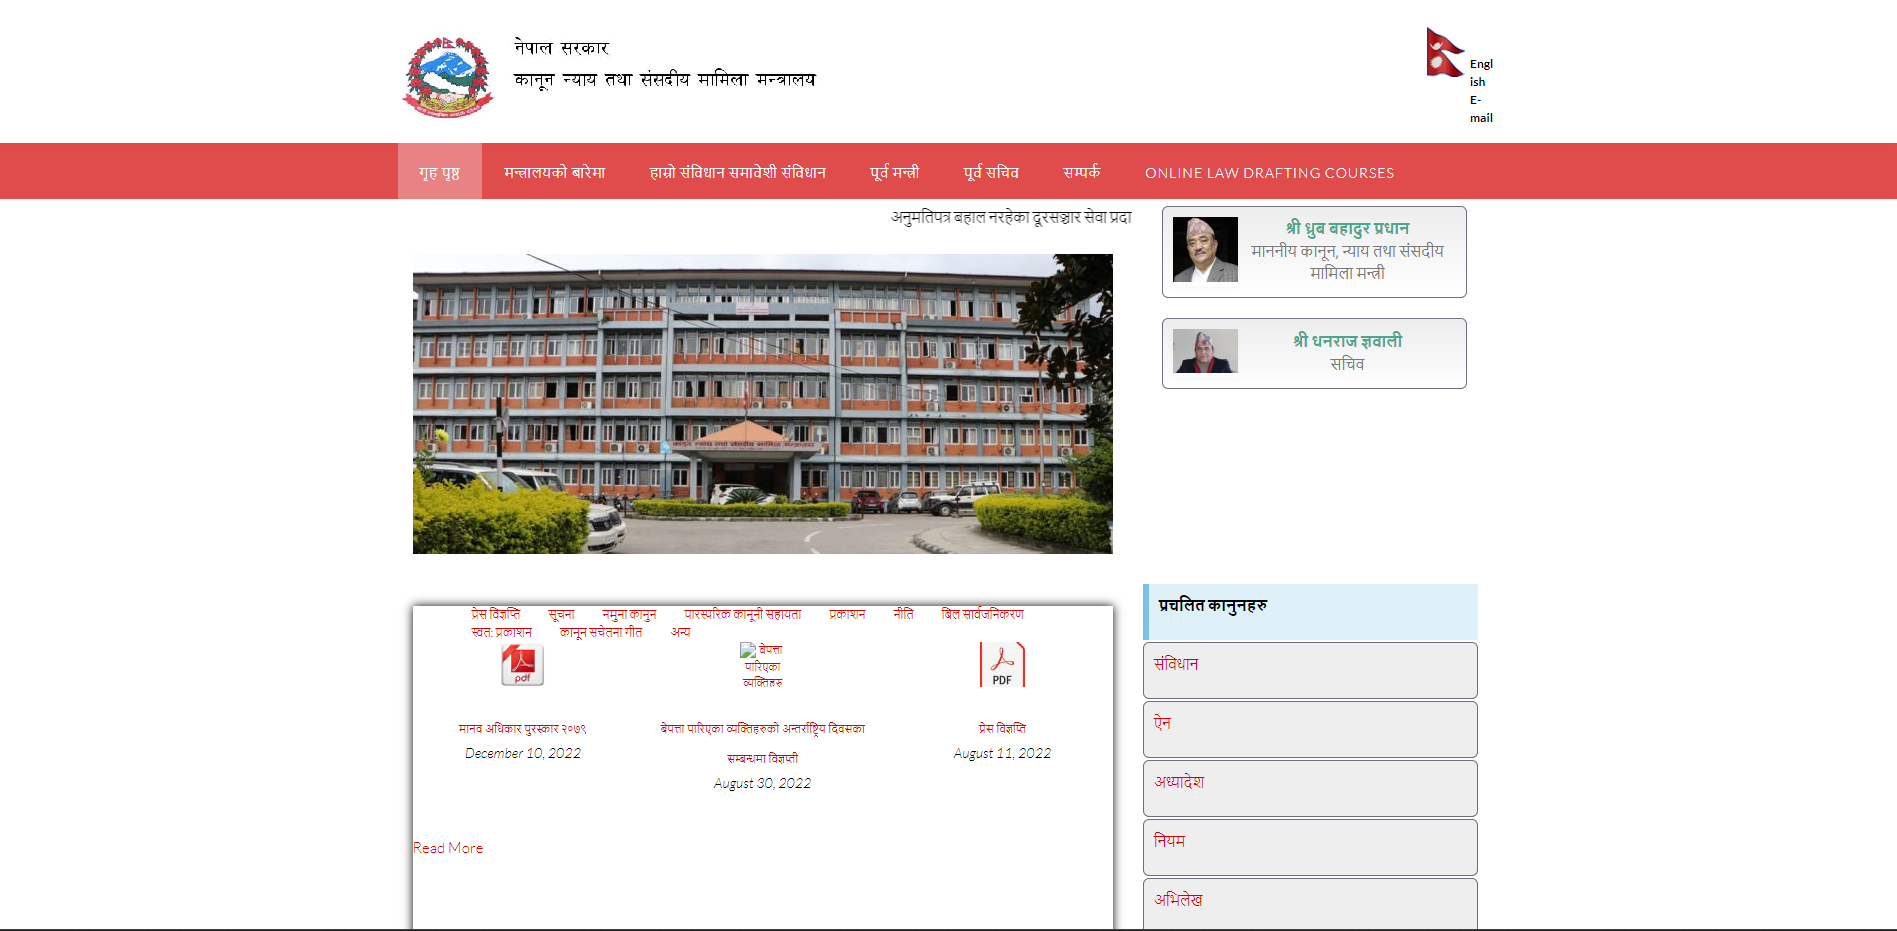 नेपाल सरकार
कानून न्याय तथा संसदीय मामिला मन्त्रालय
Engl
ish
E-
mail
गृह पृष्ठ
मन्त्रालयको बारेमा
हाम्रो संविधान समावेशी संविधान
पूर्व मन्त्री
पूर्व सचिव
सम्पर्क
ONLINE LAW DRAFTING COURSES
अनुमतिपत्र बहाल नरहेका दूरसञ्चार सेवा प्रदा
श्री ध्रुब बहादुर प्रधान
माननीय कानून, न्याय तथा संसदीय
मामिला मन्त्री
श्री धनराज ज्ञवाली
सचिव
प्रेस विज्ञप्ति सूचना नमुना कानुन पारस्परिक कानूनी सहायता प्रकाशन नीति बिल सार्वजनिकरण
स्वत: प्रकाशन कानून सचेतना गीत अन्य
pdf
बेपत्ता
पारिएका
व्यक्तिहरु
PDF
मानव अधिकार पुरस्कार २०७९
December 10, 2022
बेपत्ता पारिएका व्यक्तिहरुको अन्तर्राष्ट्रिय दिवसका
सम्बन्धमा विज्ञप्ती
August 30, 2022
प्रेस विज्ञप्ति
August 11, 2022
Read More
प्रचलित कानुनहरु
संविधान
ऐन
अध्यादेश
नियम
अभिलेख